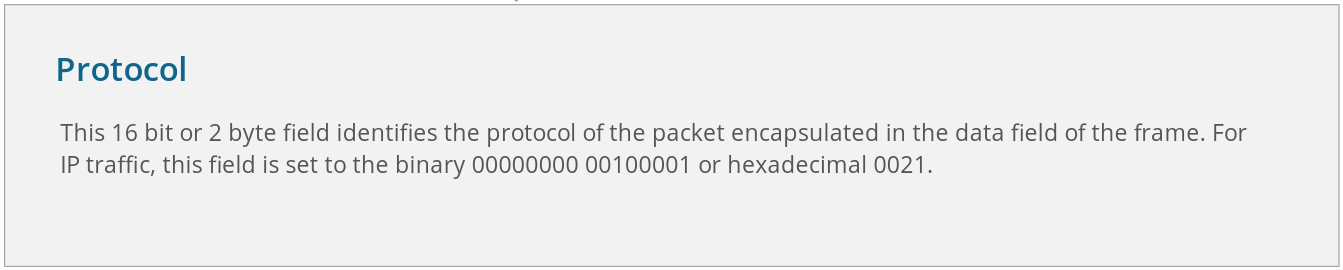 Protocol
This 16 bit or 2 byte field identifies the protocol of the packet encapsulated in the data field of the frame. For
IP traffic, this field is set to the binary 00000000 00100001 or hexadecimal 0021.